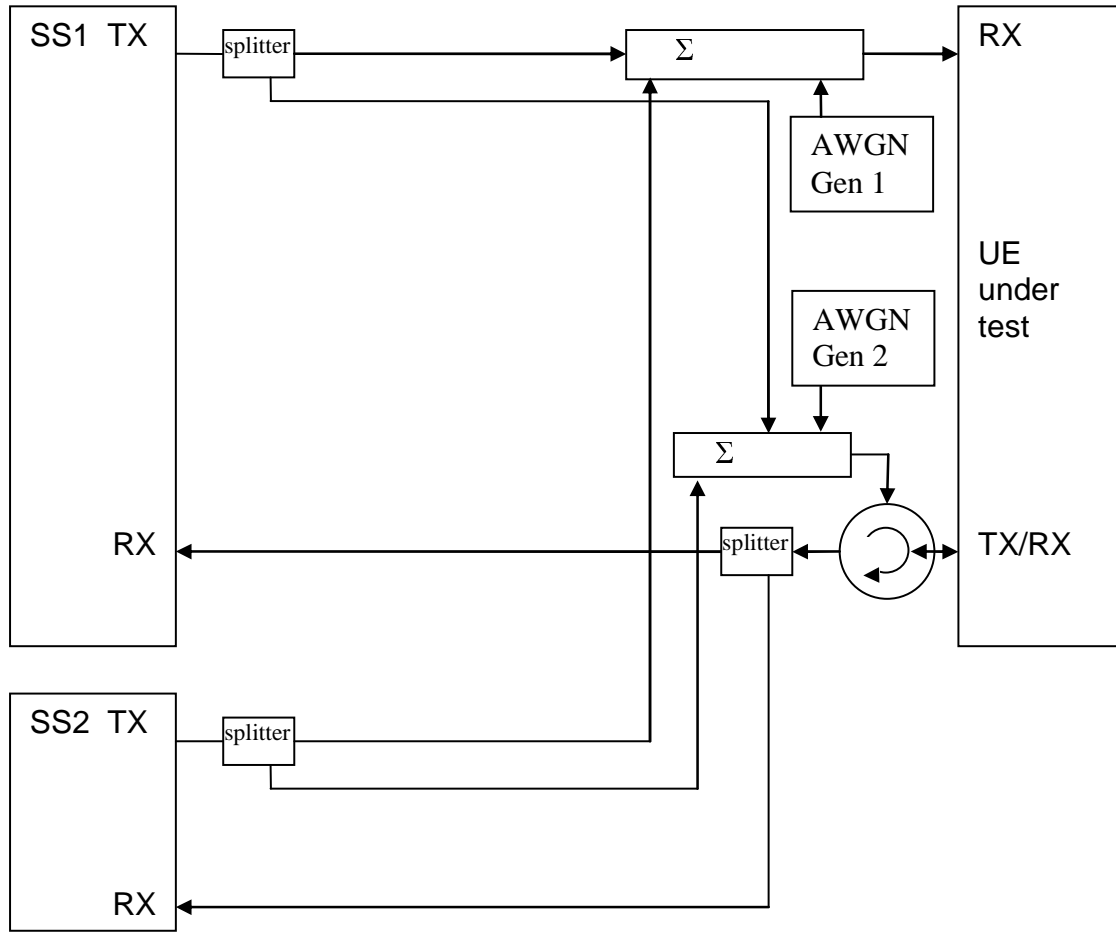 SS1 TX
splitter
Σ
RX
AWGN
Gen 1
UE
under
test
AWGN
Gen 2
Σ
RX
splitter
TX/RX
SS2 TX
splitter
RX